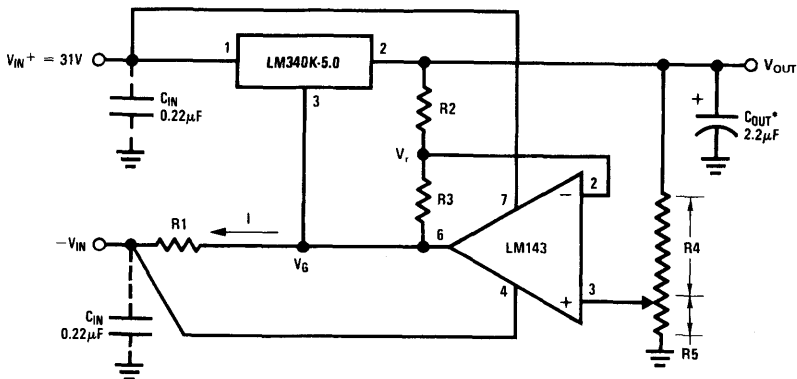 V_IN+ = 31V
1
LM340K-5.0
2
V_OUT
3
C_IN
0.22μF
R2
+
C_OUT*
2.2μF
V_r
2
R3
7
−
R4
R1
I
6
LM143
−V_IN
V_G
4
+
3
C_IN
0.22μF
R5